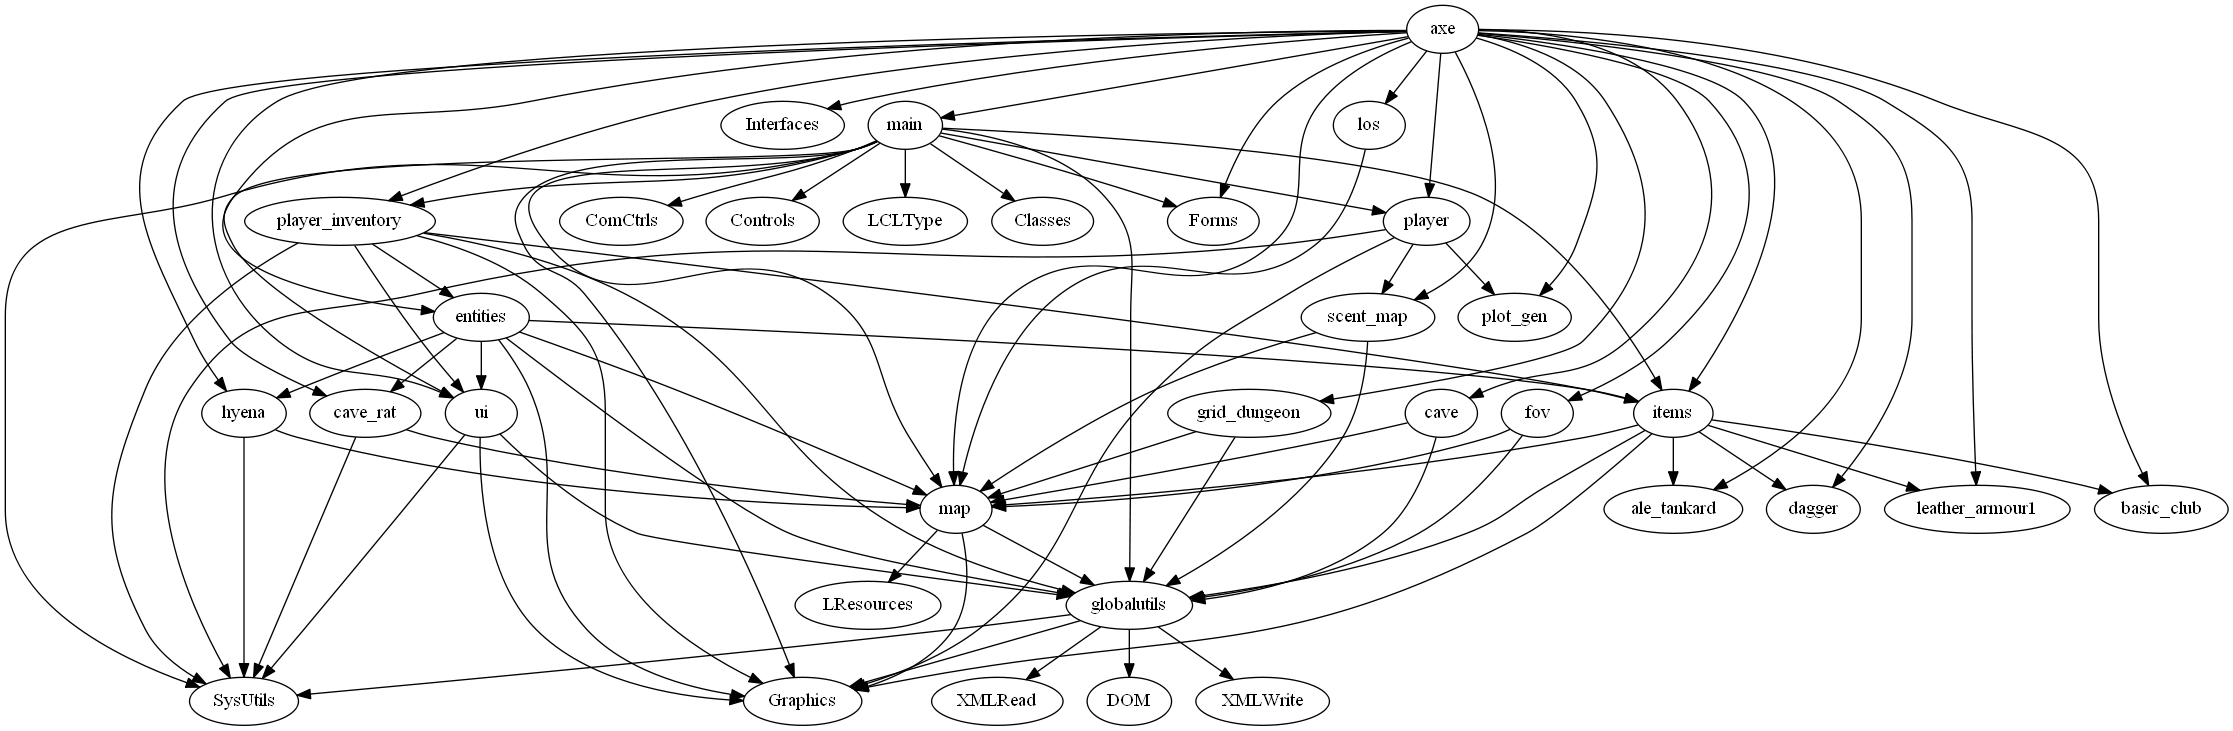 axe
Interfaces
main
los
player_inventory
ComCtrls
Controls
LCLType
Classes
Forms
player
entities
scent_map
plot_gen
hyena
cave_rat
ui
grid_dungeon
cave
fov
items
map
ale_tankard
dagger
leather_armour1
basic_club
LResources
globalutils
SysUtils
Graphics
XMLRead
DOM
XMLWrite